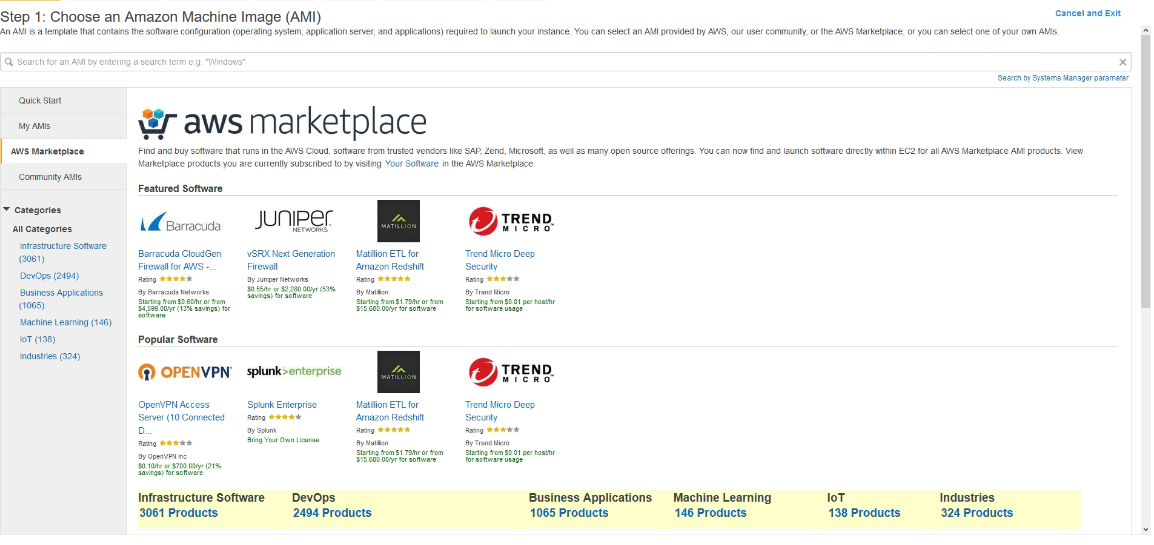 Step 1: Choose an Amazon Machine Image (AMI)
Cancel and Exit
An AMI is a template that contains the software configuration (operating system, application server, and applications) required to launch your instance. You can select an AMI provided by AWS, our user community, or the AWS Marketplace, or you can select one of your own AMIs.
Search for an AMI by entering a search term e.g. "Windows"
Search by Systems Manager parameter
Quick Start
My AMIs
AWS Marketplace
Community AMIs
Categories
All Categories
Infrastructure Software
(3061)
DevOps (2494)
Business Applications
(1065)
Machine Learning (146)
IoT (138)
Industries (324)
aws marketplace
Find and buy software that runs in the AWS Cloud, software from trusted vendors like SAP, Zend, Microsoft, as well as many open source offerings. You can now find and launch software directly within EC2 for all AWS Marketplace AMI products. View
Marketplace products you are currently subscribed to by visiting Your Software in the AWS Marketplace.
Featured Software
Barracuda
Barracuda CloudGen
Firewall for AWS -...
Rating
By Barracuda Networks
Starting from $0.60/hr or from
$4,599.00/yr (13% savings) for
software
JUNIPER
NETWORKS
vSRX Next Generation
Firewall
By Juniper Networks
$0.55/hr or $2,280.00/yr (53%
savings) for software
MATILLION
Matillion ETL for
Amazon Redshift
Rating
By Matillion
Starting from $1.79/hr or from
$15,680.00/yr for software
TREND
MICRO
Trend Micro Deep
Security
Rating
By Trend Micro
Starting from $0.01 per host/hr
for software usage
Popular Software
OPENVPN
OpenVPN Access
Server (10 Connected
D...
Rating
By OpenVPN Inc
$0.10/hr or $700.00/yr (21%
savings) for software
splunk>enterprise
Splunk Enterprise
Rating
By Splunk
Bring Your Own License
MATILLION
Matillion ETL for
Amazon Redshift
Rating
By Matillion
Starting from $1.79/hr or from
$15,680.00/yr for software
TREND
MICRO
Trend Micro Deep
Security
Rating
By Trend Micro
Starting from $0.01 per host/hr
for software usage
Infrastructure Software
3061 Products
DevOps
2494 Products
Business Applications
1065 Products
Machine Learning
146 Products
IoT
138 Products
Industries
324 Products